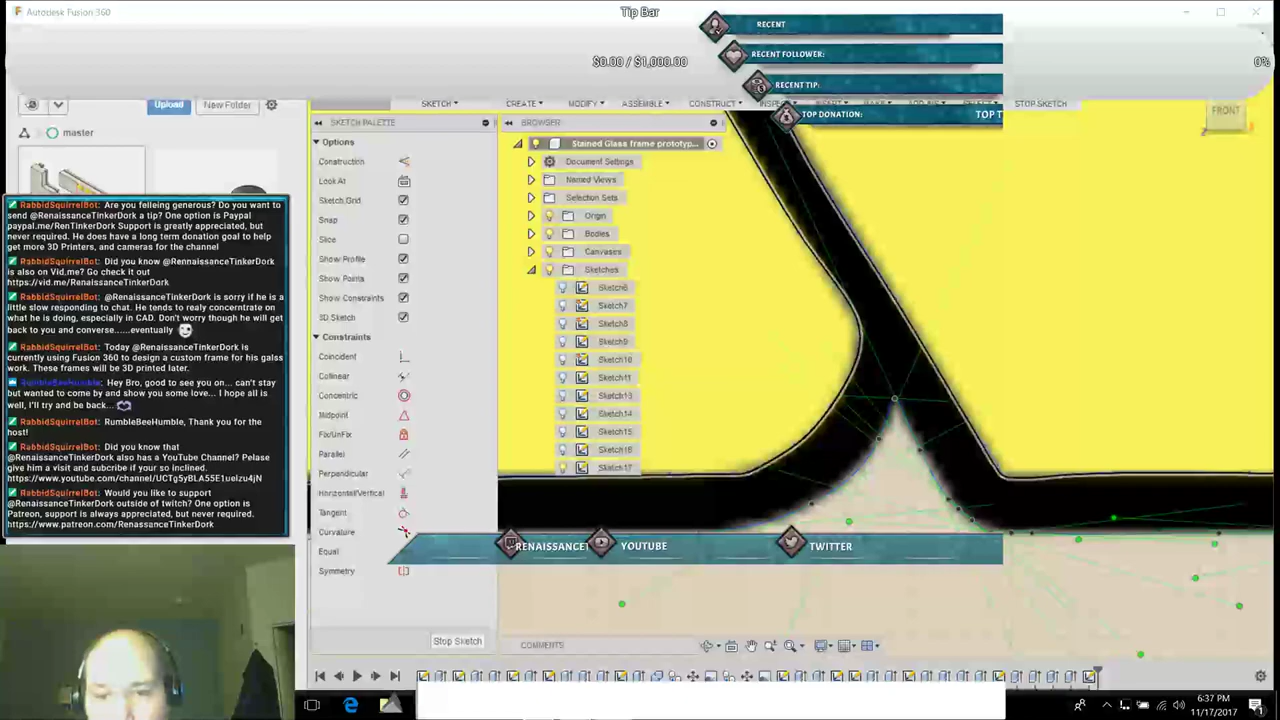 Autodesk Fusion 360
Tip Bar
RECENT
$0.00 / $1,000.00
RECENT FOLLOWER:
0%
RECENT TIP:
Upload
New Folder
SKETCH
CREATE
MODIFY
ASSEMBLE
CONSTRUCT
STOP SKETCH
TOP DONATION:
TOP T
FRONT
master
SKETCH PALETTE
BROWSER
Options
Construction
Look At
Sketch Grid
Snap
Slice
Show Profile
Show Points
Show Constraints
3D Sketch
Constraints
Coincident
Collinear
Concentric
Midpoint
Fix/UnFix
Parallel
Perpendicular
Horizontal/Vertical
Tangent
Curvature
Equal
Symmetry
Stop Sketch
Stained Glass frame prototyp...
Document Settings
Named Views
Selection Sets
Origin
Bodies
Canvases
Sketches
Sketch6
Sketch7
Sketch8
Sketch9
Sketch10
Sketch11
Sketch13
Sketch14
Sketch15
Sketch16
Sketch17
RabbidSquirrelBot: Are you felleing generous? Do you want to
send @RenaissanceTinkerDork a tip? One option is Paypal
paypal.me/RenTinkerDork Support is greatly appreciated, but
never required. He does have a long term donation goal to help
get more 3D Printers, and cameras for the channel
RabbidSquirrelBot: Did you know @RennaissanceTinkerDork
is also on Vid.me? Go check it out
https://vid.me/RenaissanceTinkerDork
RabbidSquirrelBot: @RenaissanceTinkerDork is sorry if he is a
little slow responding to chat. He tends to realy concerntrate on
what he is doing, especially in CAD. Don't worry though he will get
back to you and converse......eventually
RabbidSquirrelBot: Today @RenaissanceTinkerDork is
currently using Fusion 360 to design a custom frame for his galss
work. These frames will be 3D printed later.
RumbleBeeHumble: Hey Bro, good to see you on... can't stay
but wanted to come by and show you some love... I hope all is
well, I'll try and be back...
RabbidSquirrelBot: RumbleBeeHumble, Thank you for the
host!
RabbidSquirrelBot: Did you know that
@RenaissanceTinkerDork also has a YouTube Channel? Pelase
give him a visit and subcribe if your so inclined.
https://www.youtube.com/channel/UCTg5yBLA55E1uelzu4jN
RabbidSquirrelBot: Would you like to support
@RenaissanceTinkerDork outside of twitch? One option is
Patreon, support is always appreciated, but never required.
https://www.patreon.com/RenassanceTinkerDork
RENAISSANCET
YOUTUBE
TWITTER
COMMENTS
6:37 PM
11/17/2017